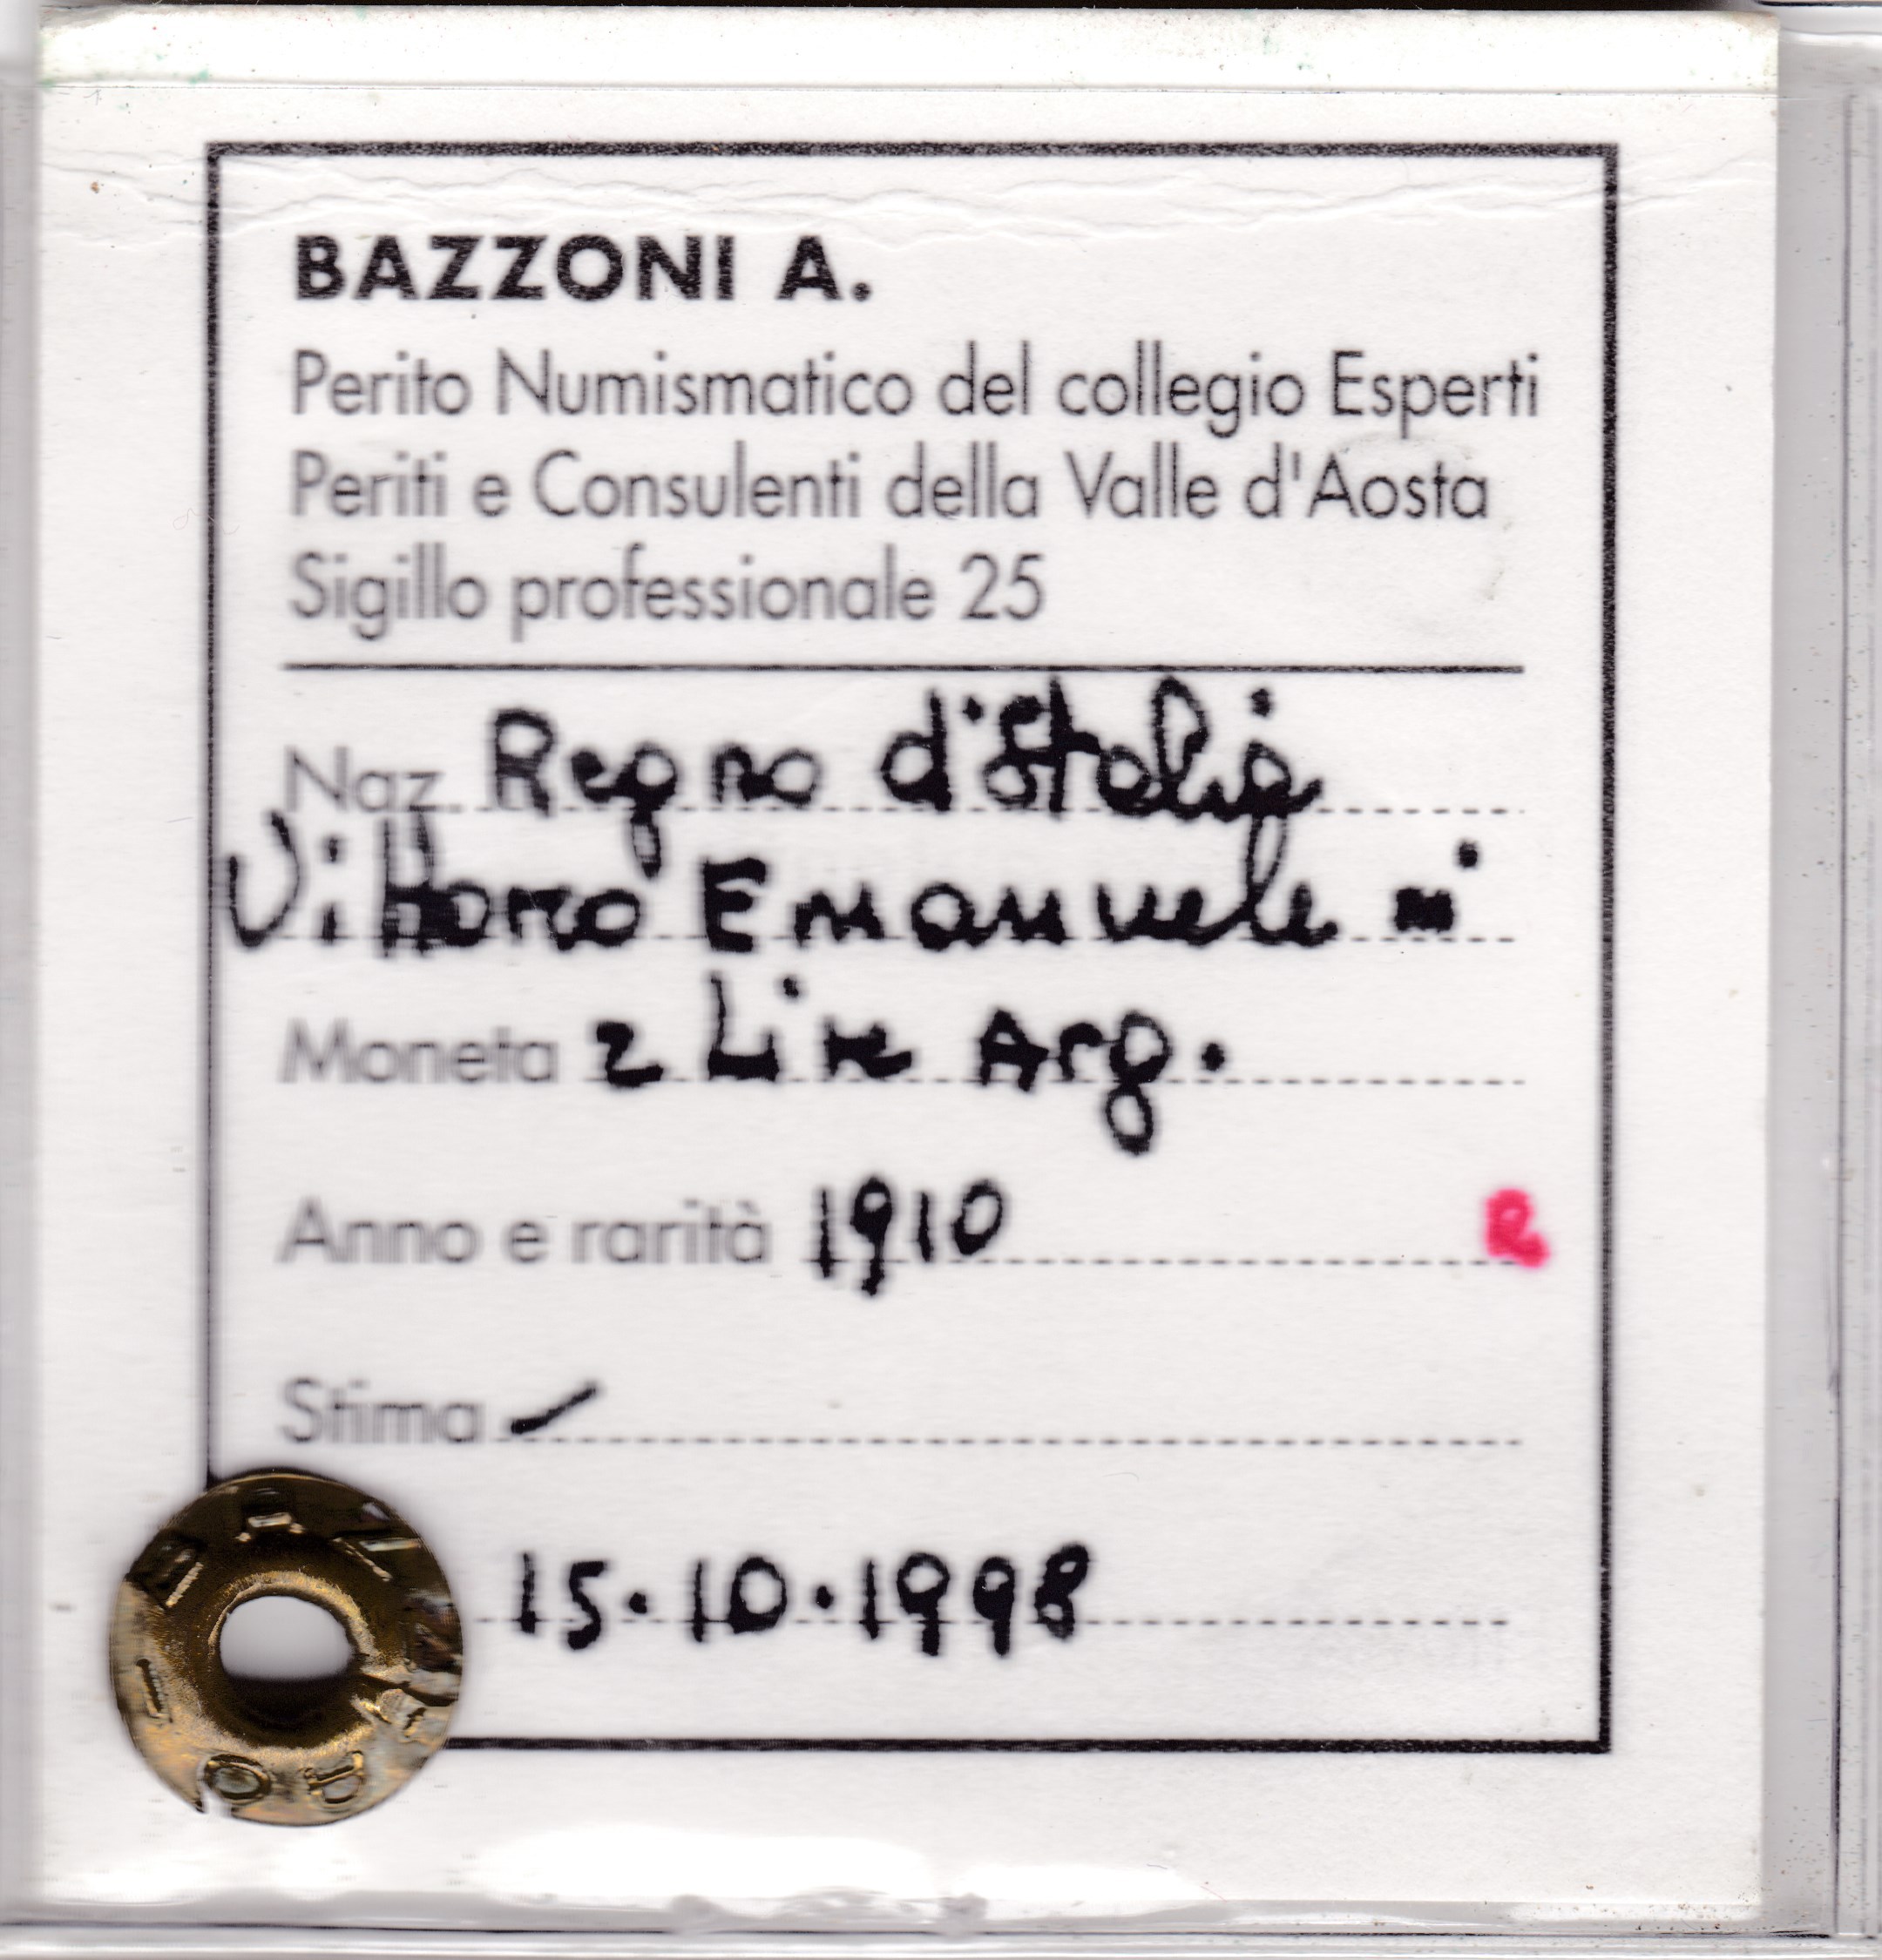 BAZZONI A.
Perito Numismatico del collegio Esperti
Periti e Consulenti della Valle d'Aosta
Sigillo professionale 25
Naz. Regno d'Italia
Vittorio Emanuele III°
Moneta 2 Lire Arg.
Anno e rarità 1910 R
Stima
15.10.1998